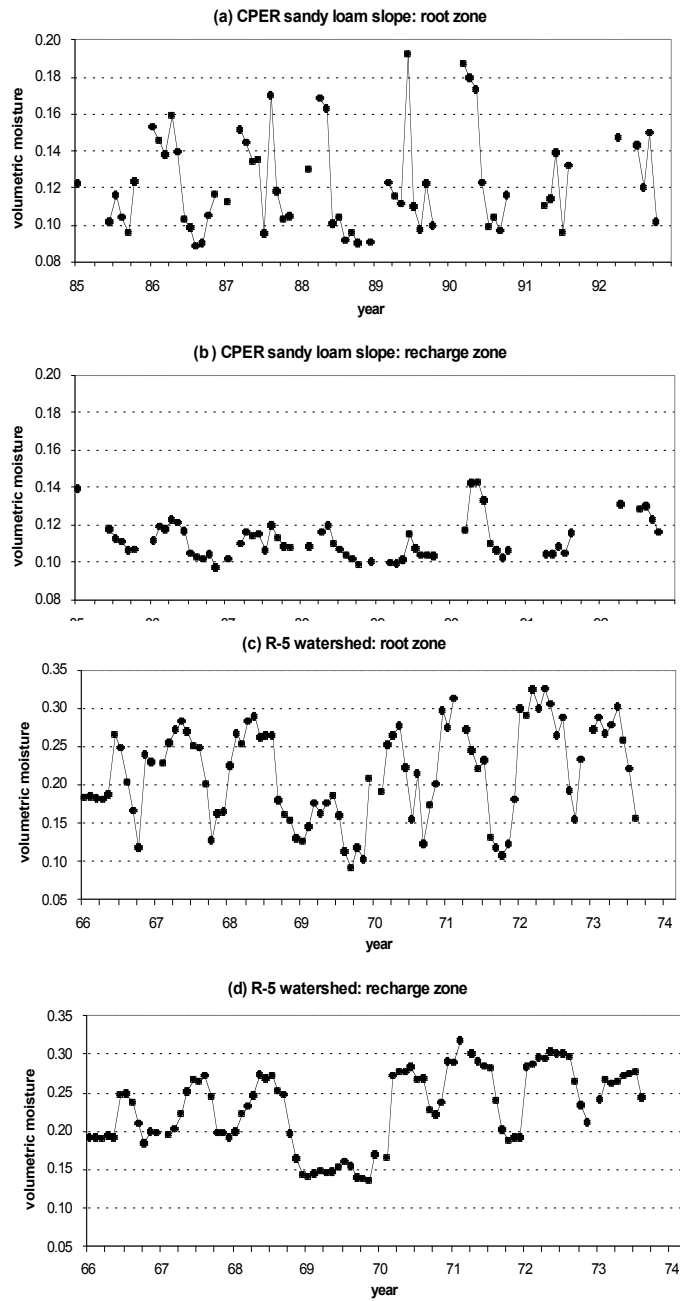 (a) CPER sandy loam slope: root zone
0.20
0.18
0.16
0.14
0.12
0.10
0.08
volumetric moisture
85 86 87 88 89 90 91 92
year
(b ) CPER sandy loam slope: recharge zone
0.20
0.18
0.16
0.14
0.12
0.10
0.08
volumetric moisture
(c) R-5 watershed: root zone
0.35
0.30
0.25
0.20
0.15
0.10
0.05
volumetric moisture
66 67 68 69 70 71 72 73 74
year
(d) R-5 watershed: recharge zone
0.35
0.30
0.25
0.20
0.15
0.10
0.05
volumetric moisture
66 67 68 69 70 71 72 73 74
year